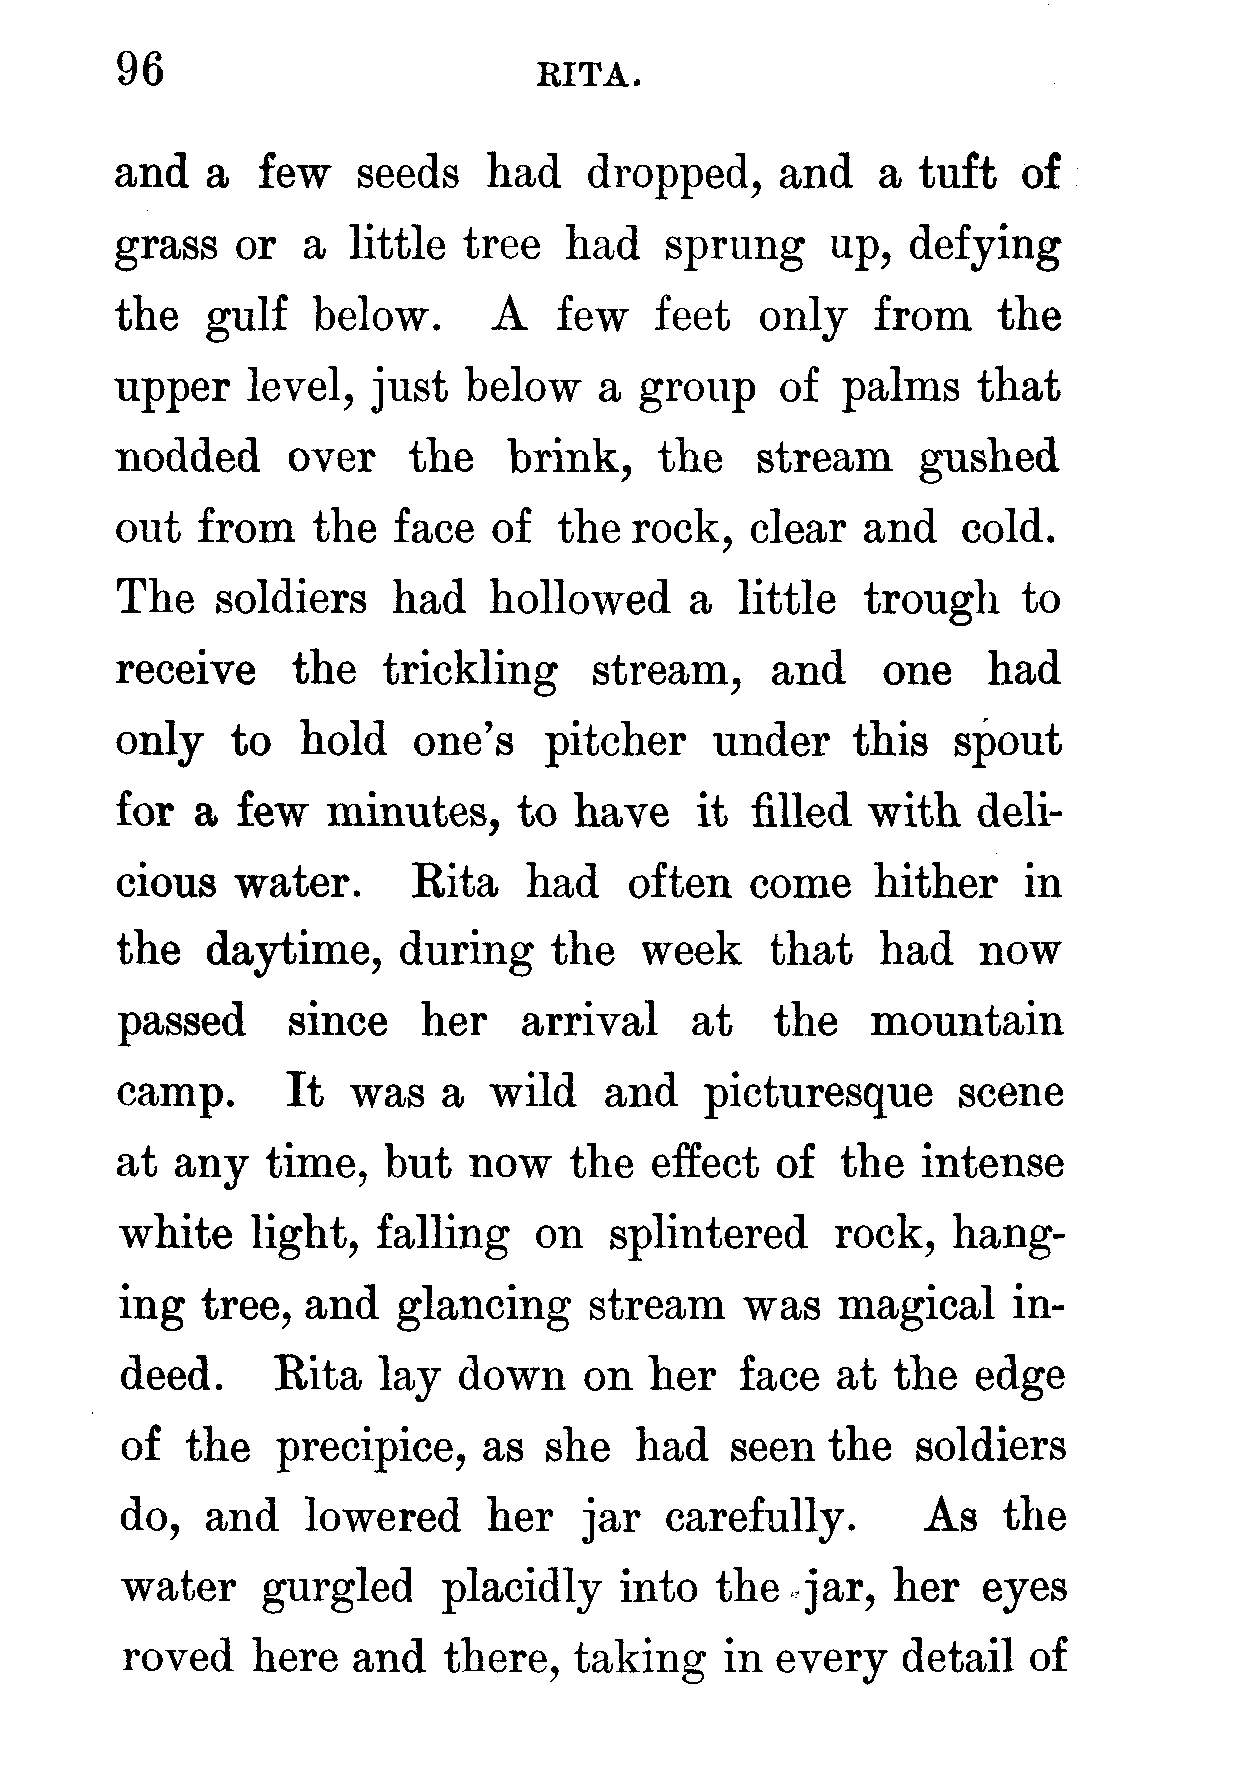 96 RITA.
and a few seeds had dropped, and a tuft of
grass or a little tree had sprung up, defying
the gulf below. A few feet only from the
upper level, just below a group of palms that
nodded over the brink, the stream gushed
out from the face of the rock, clear and cold.
The soldiers had hollowed a little trough to
receive the trickling stream, and one had
only to hold one's pitcher under this spout
for a few minutes, to have it filled with deli-
cious water. Rita had often come hither in
the daytime, during the week that had now
passed since her arrival at the mountain
camp. It was a wild and picturesque scene
at any time, but now the effect of the intense
white light, falling on splintered rock, hang-
ing tree, and glancing stream was magical in-
deed. Rita lay down on her face at the edge
of the precipice, as she had seen the soldiers
do, and lowered her jar carefully. As the
water gurgled placidly into the jar, her eyes
roved here and there, taking in every detail of